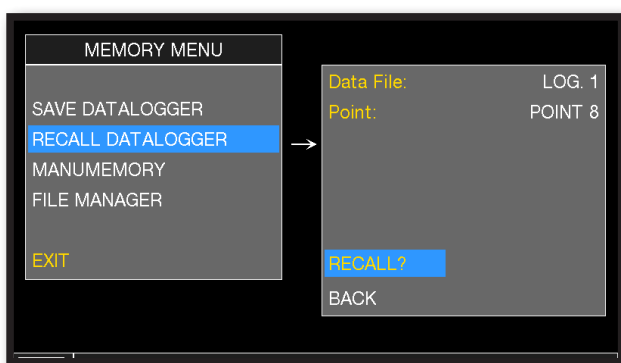 MEMORY MENU
SAVE DATALOGGER
RECALL DATALOGGER
MANUMEMORY
FILE MANAGER
EXIT
→
Data File: LOG. 1
Point: POINT 8
RECALL?
BACK